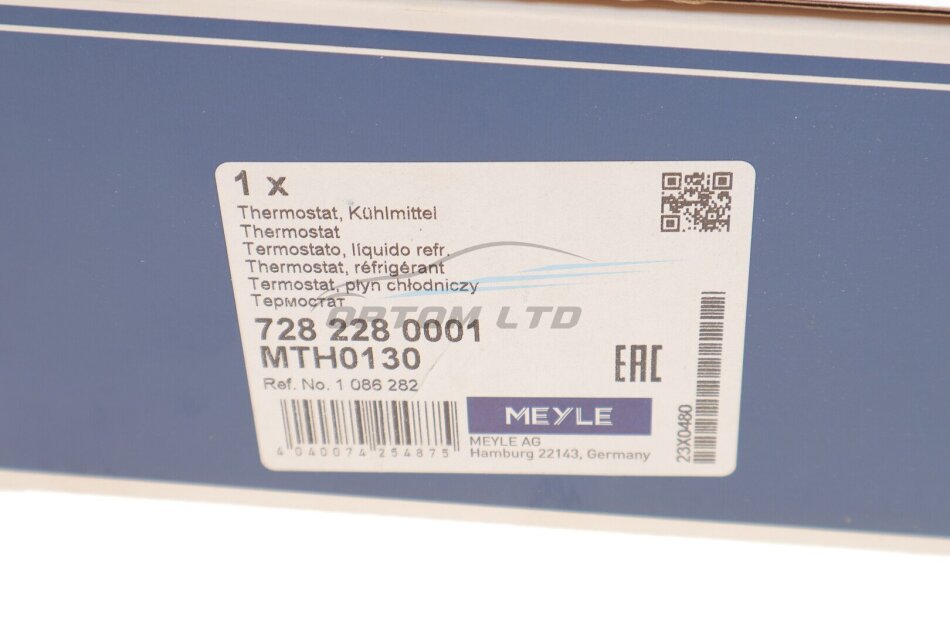 1 x
Thermostat, Kühlmittel
Thermostat
Termostato, líquido refr.
Thermostat, réfrigérant
Termostat, płyn chłodniczy
Термостат
ORTOM LTD
728 228 0001
MTH0130
Ref. No. 1 086 282
EAC
4 040074 254875
MEYLE
MEYLE AG
Hamburg 22143, Germany
23X0480